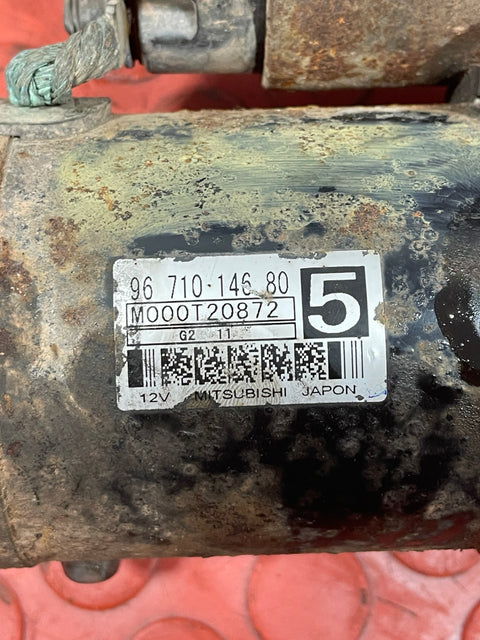 96 710 146 80
5
M000T20872
G2 11
12V MITSUBISHI JAPON